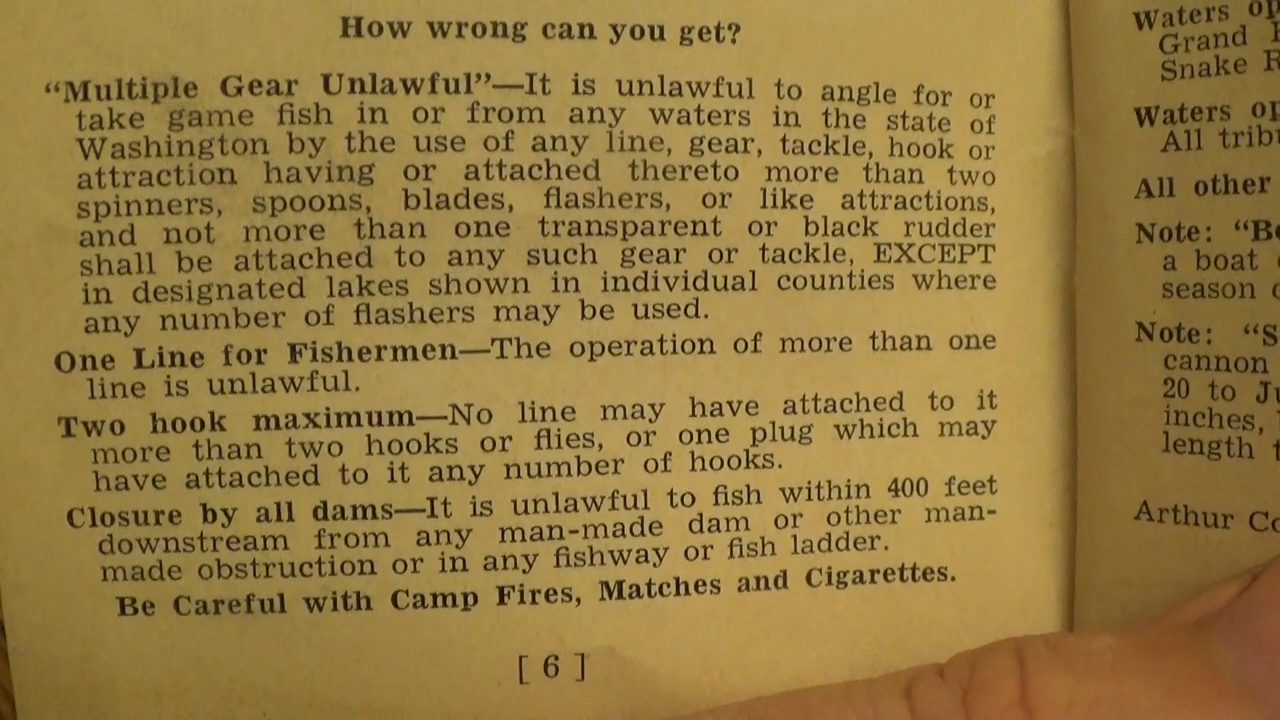 How wrong can you get?
“Multiple Gear Unlawful”—It is unlawful to angle for or
take game fish in or from any waters in the state of
Washington by the use of any line, gear, tackle, hook or
attraction having or attached thereto more than two
spinners, spoons, blades, flashers, or like attractions,
and not more than one transparent or black rudder
shall be attached to any such gear or tackle, EXCEPT
in designated lakes shown in individual counties where
any number of flashers may be used.
One Line for Fishermen—The operation of more than one
line is unlawful.
Two hook maximum—No line may have attached to it
more than two hooks or flies, or one plug which may
have attached to it any number of hooks.
Closure by all dams—It is unlawful to fish within 400 feet
downstream from any man-made dam or other man-
made obstruction or in any fishway or fish ladder.
Be Careful with Camp Fires, Matches and Cigarettes.
[ 6 ]
Waters
Grand
Snake
Waters
All
All other
Note:
a boat
season
Note:
cannon
20 to
inches,
length
Arthur